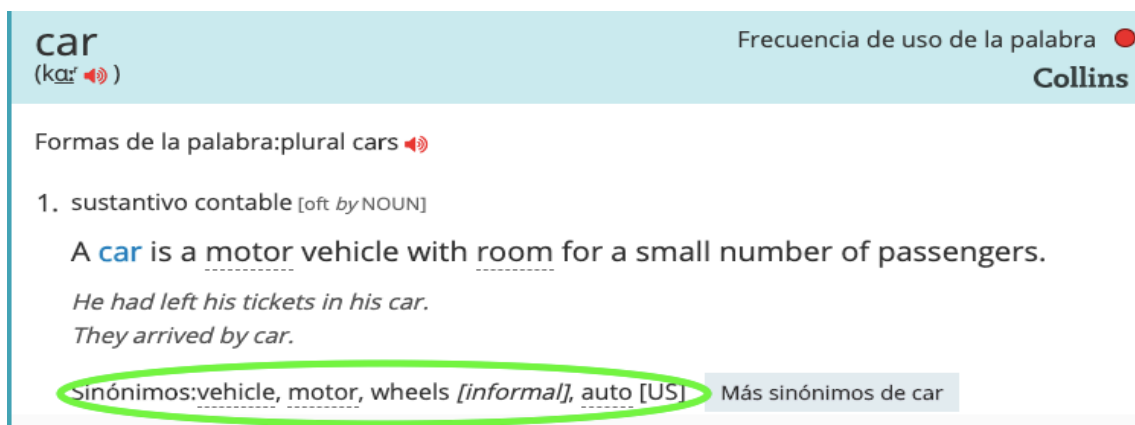 car
Frecuencia de uso de la palabra
(kɑːʳ )
Collins
Formas de la palabra:plural cars
1. sustantivo contable [oft by NOUN]
A car is a motor vehicle with room for a small number of passengers.
He had left his tickets in his car.
They arrived by car.
Sinónimos:vehicle, motor, wheels [informal], auto [US]
Más sinónimos de car